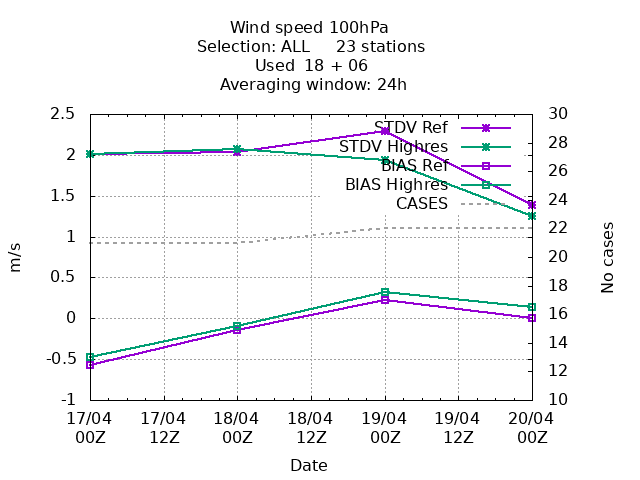 Wind speed 100hPa
Selection: ALL 23 stations
Used 18 + 06
Averaging window: 24h
2.5
2
1.5
1
0.5
0
-0.5
-1
m/s
30
28
26
24
22
20
18
16
14
12
10
No cases
STDV Ref
STDV Highres
BIAS Ref
BIAS Highres
CASES
17/04 17/04 18/04 18/04 19/04 19/04 20/04
00Z 12Z 00Z 12Z 00Z 12Z 00Z
Date